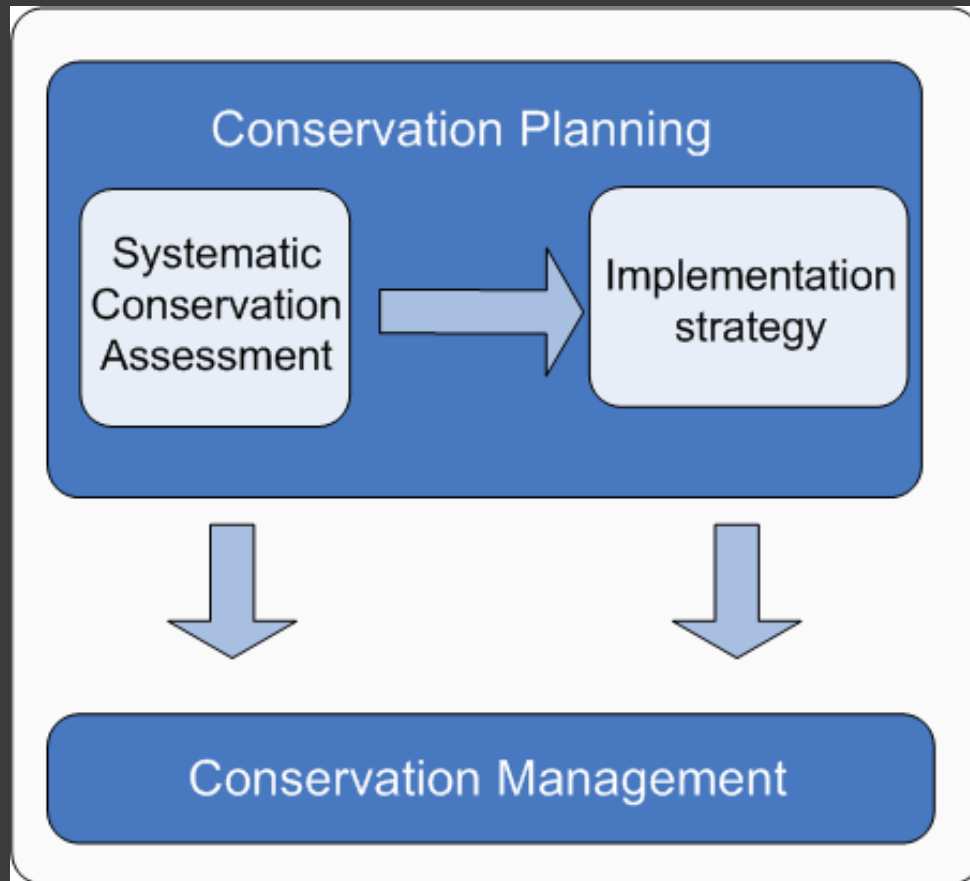 Conservation Planning
Systematic
Conservation
Assessment
Implementation
strategy
Conservation Management